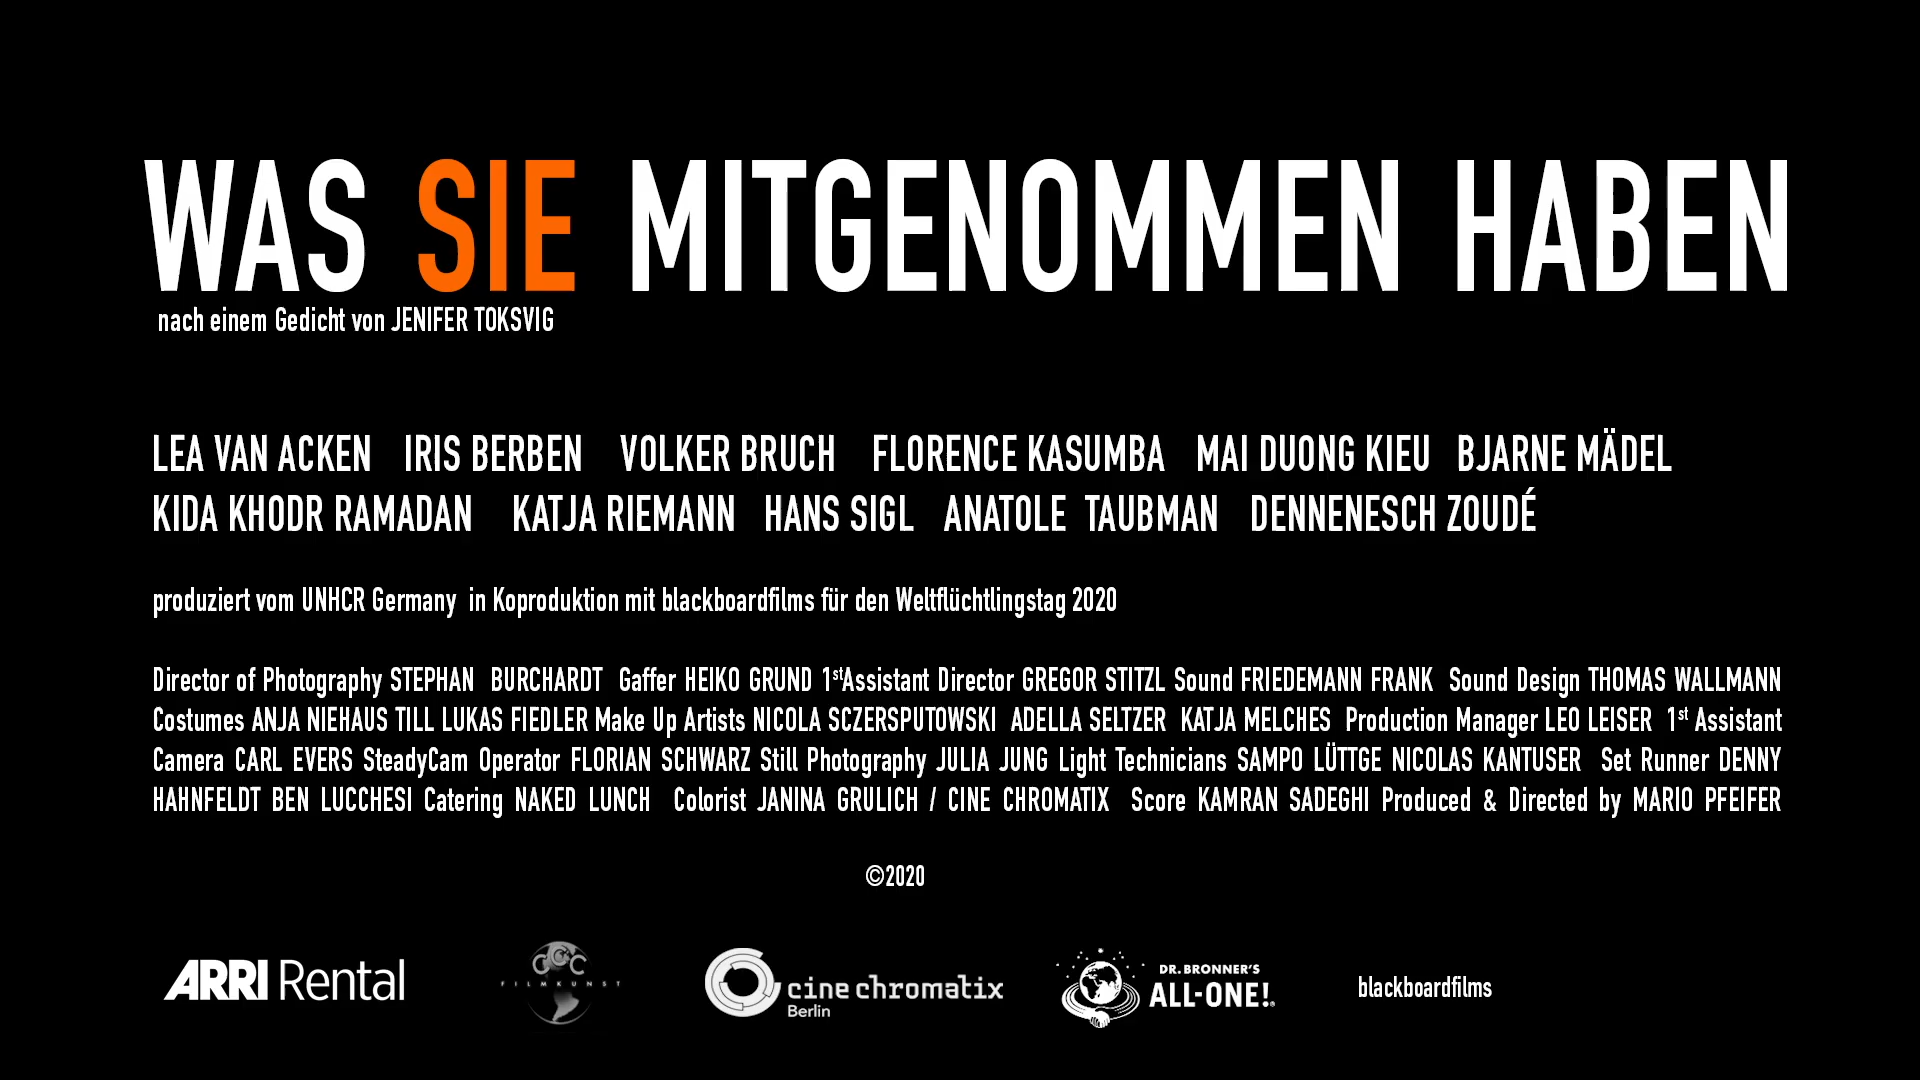 WAS SIE MITGENOMMEN HABEN
nach einem Gedicht von JENIFER TOKSVIG
LEA VAN ACKEN IRIS BERBEN VOLKER BRUCH FLORENCE KASUMBA MAI DUONG KIEU BJARNE MÄDEL
KIDA KHODR RAMADAN KATJA RIEMANN HANS SIGL ANATOLE TAUBMAN DENNENESCH ZOUDÉ
produziert vom UNHCR Germany in Koproduktion mit blackboardfilms für den Weltflüchtlingstag 2020
Director of Photography STEPHAN BURCHARDT Gaffer HEIKO GRUND 1stAssistant Director GREGOR STITZL Sound FRIEDEMANN FRANK Sound Design THOMAS WALLMANN
Costumes ANJA NIEHAUS TILL LUKAS FIEDLER Make Up Artists NICOLA SCZERSPUTOWSKI ADELLA SELTZER KATJA MELCHES Production Manager LEO LEISER 1st Assistant
Camera CARL EVERS SteadyCam Operator FLORIAN SCHWARZ Still Photography JULIA JUNG Light Technicians SAMPO LÜTTGE NICOLAS KANTUSER Set Runner DENNY
HAHNFELDT BEN LUCCHESI Catering NAKED LUNCH Colorist JANINA GRULICH / CINE CHROMATIX Score KAMRAN SADEGHI Produced & Directed by MARIO PFEIFER
©2020
ARRI Rental
GGC
FILMKUNST
cine chromatix
Berlin
DR. BRONNER'S
ALL-ONE!®
blackboardfilms